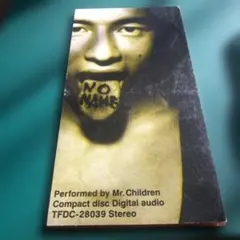 NO
NAME
Performed by Mr. Children
Compact disc Digital audio
TFDC-28039 Stereo